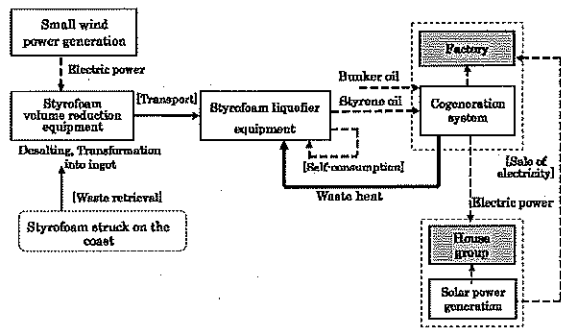 Small wind
power generation
Electric power
Styrofoam
volume reduction
equipment
Desalting, Transformation
into ingot
[Waste retrieval]
Styrofoam struck on the
coast
[Transport]
Styrofoam liquefier
equipment
[Self-consumption]
Waste heat
Bunker oil
Styrene oil
Factory
Cogeneration
system
[Sale of
electricity]
Electric power
House
group
Solar power
generation